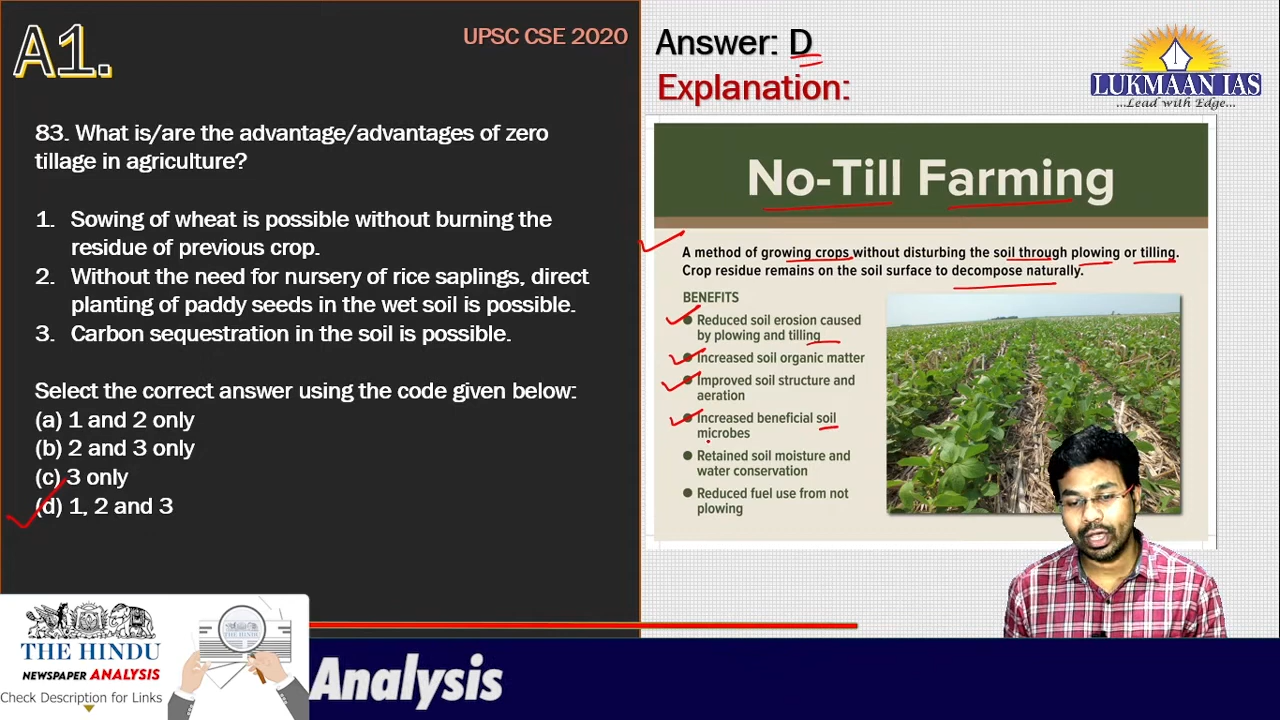 A1.
UPSC CSE 2020
83. What is/are the advantage/advantages of zero
tillage in agriculture?
1. Sowing of wheat is possible without burning the
residue of previous crop.
2. Without the need for nursery of rice saplings, direct
planting of paddy seeds in the wet soil is possible.
3. Carbon sequestration in the soil is possible.
Select the correct answer using the code given below:
(a) 1 and 2 only
(b) 2 and 3 only
(c) 3 only
(d) 1, 2 and 3
Answer: D
Explanation:
LUKMAAN IAS
...Lead with Edge...
No-Till Farming
A method of growing crops without disturbing the soil through plowing or tilling.
Crop residue remains on the soil surface to decompose naturally.
BENEFITS
● Reduced soil erosion caused
by plowing and tilling
● Increased soil organic matter
● Improved soil structure and
aeration
● Increased beneficial soil
microbes
● Retained soil moisture and
water conservation
● Reduced fuel use from not
plowing
THE HINDU
NEWSPAPER ANALYSIS
Check Description for Links
THE HINDU
Analysis